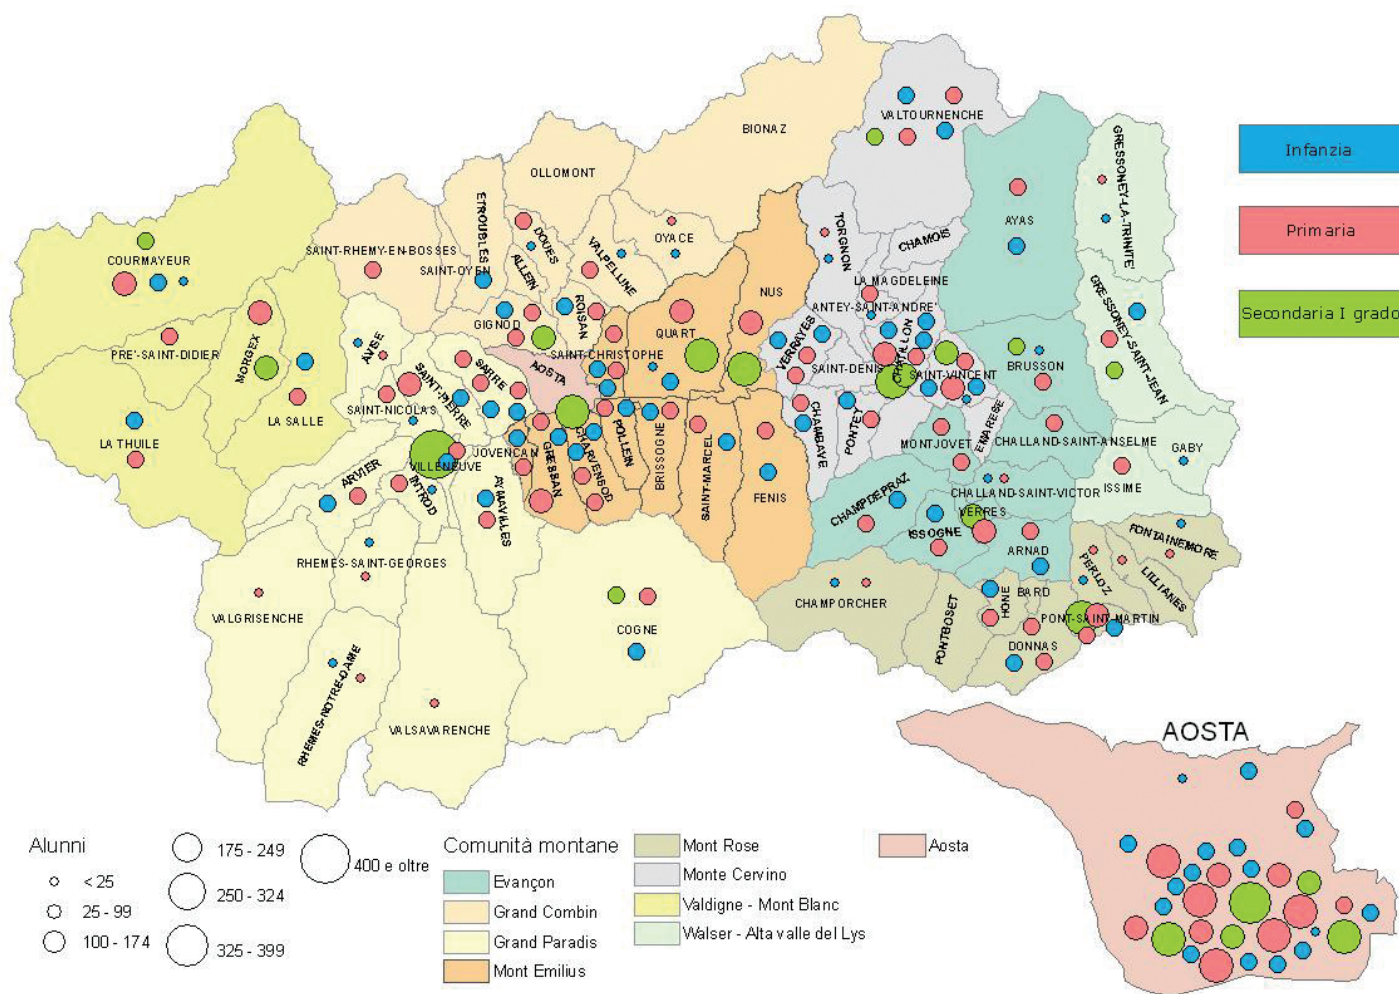 BIONAZ
VALTOURNENCHE
GRESSONEY-LA-TRINITE'
Infanzia
OLLOMONT
ETROUBLES
DOUES
ALLEIN
VALPELLINE
OYACE
TORGNON
CHAMOIS
AYAS
Primaria
SAINT-RHEMY-EN-BOSSES
SAINT-OYEN
COURMAYEUR
NUS
LA MAGDELEINE
ANTEY-SAINT-ANDRE'
GRESSONEY-SAINT-JEAN
Secondaria I grado
GIGNOD
ROISAN
QUART
VERRAYES
CHATILLON
PRE'-SAINT-DIDIER
MORGEX
AVISE
SARRE
AOSTA
SAINT-CHRISTOPHE
SAINT-DENIS
SAINT-VINCENT
BRUSSON
LA SALLE
SAINT-NICOLAS
SAINT-PIERRE
LA THUILE
VILLENEUVE
JOVENCAN
GRESSAN
CHARVENSOD
POLLEIN
BRISSOGNE
SAINT-MARCEL
FENIS
CHAMBAVE
PONTEY
MONTJOVET
EMARESE
CHALLAND-SAINT-ANSELME
GABY
ARVIER
INTROD
AYMAVILLES
CHAMPDEPRAZ
CHALLAND-SAINT-VICTOR
ISSIME
ISSOGNE
VERRES
ARNAD
FONTAINEMORE
RHEMES-SAINT-GEORGES
PERLOZ
LILLIANES
VALGRISENCHE
CHAMPORCHER
HONE
BARD
PONTBOSET
PONT-SAINT-MARTIN
COGNE
DONNAS
RHEMES-NOTRE-DAME
VALSAVARENCHE
AOSTA
Alunni
< 25
25 - 99
100 - 174
175 - 249
250 - 324
325 - 399
400 e oltre
Comunità montane
Evançon
Grand Combin
Grand Paradis
Mont Emilius
Mont Rose
Monte Cervino
Valdigne - Mont Blanc
Walser - Alta valle del Lys
Aosta